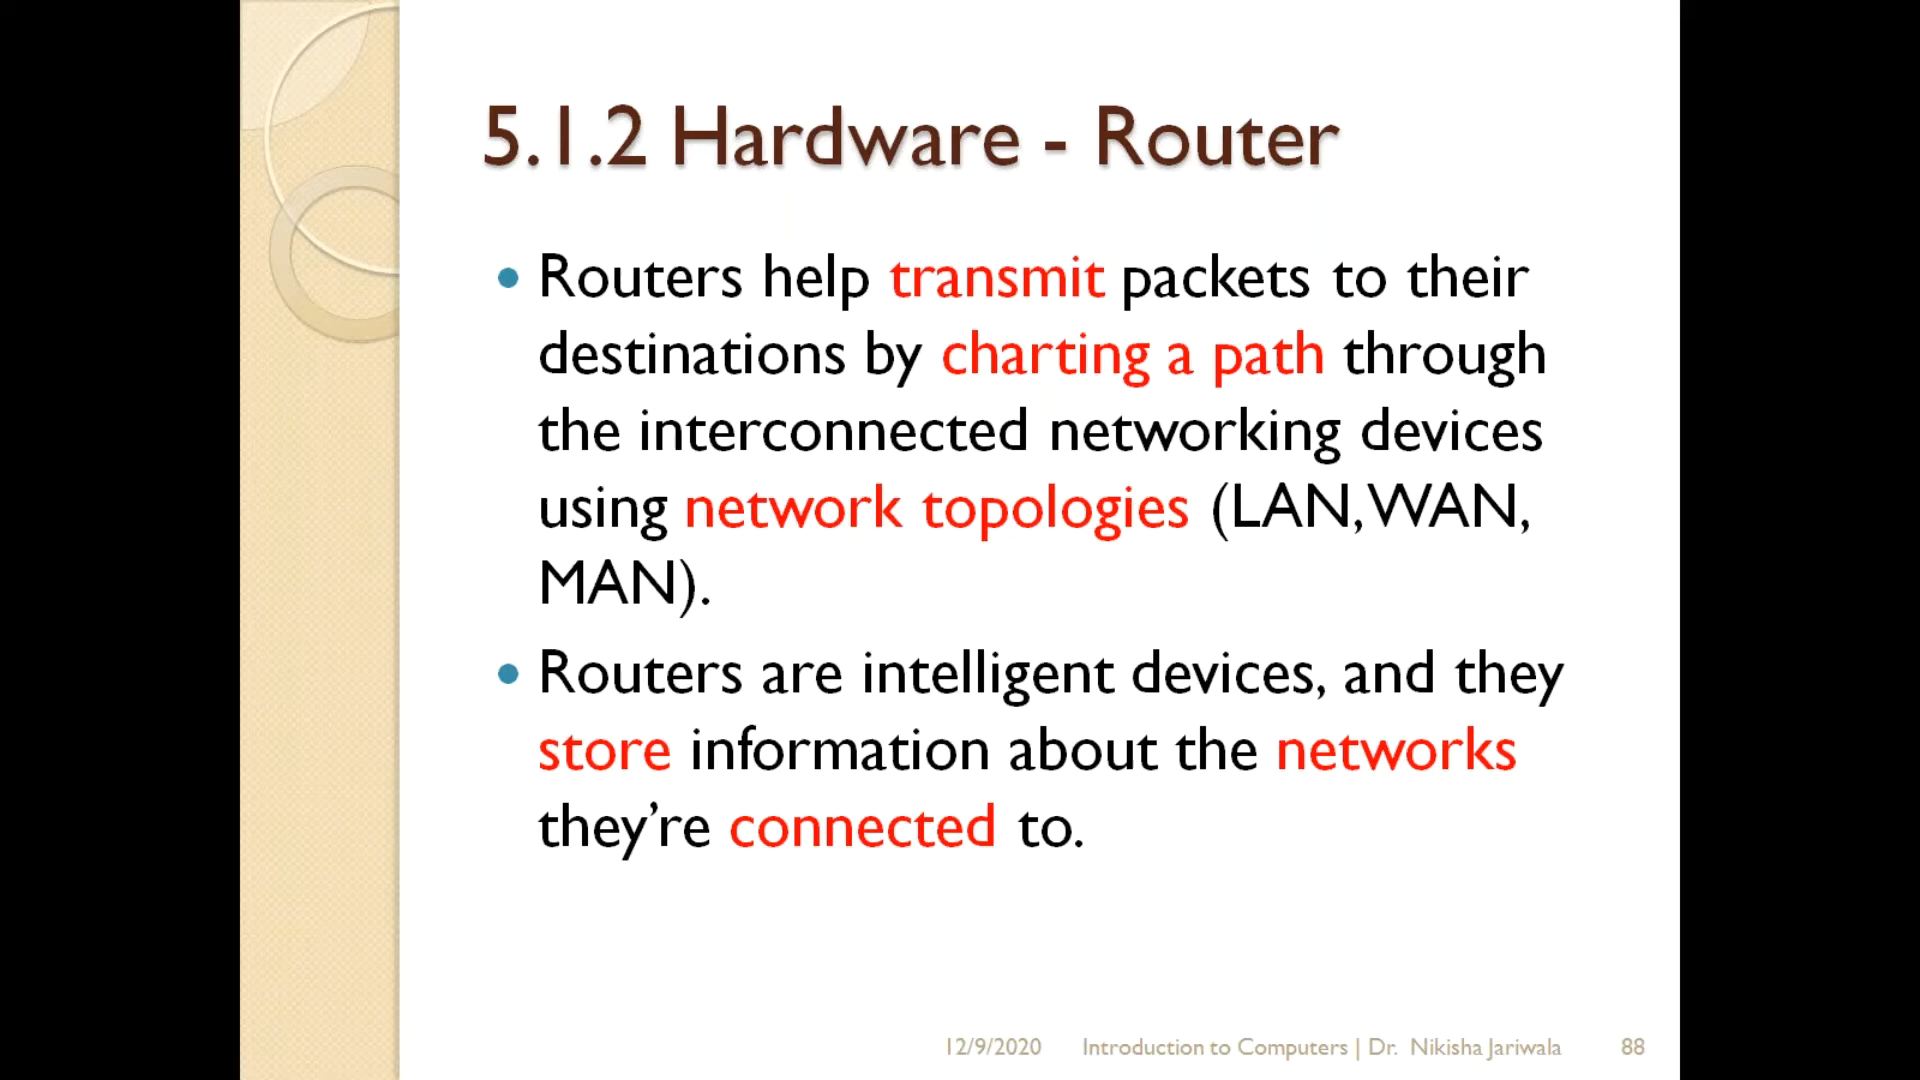 5.1.2 Hardware - Router
• Routers help transmit packets to their
destinations by charting a path through
the interconnected networking devices
using network topologies (LAN, WAN,
MAN).
• Routers are intelligent devices, and they
store information about the networks
they’re connected to.
12/9/2020 Introduction to Computers | Dr. Nikisha Jariwala 88